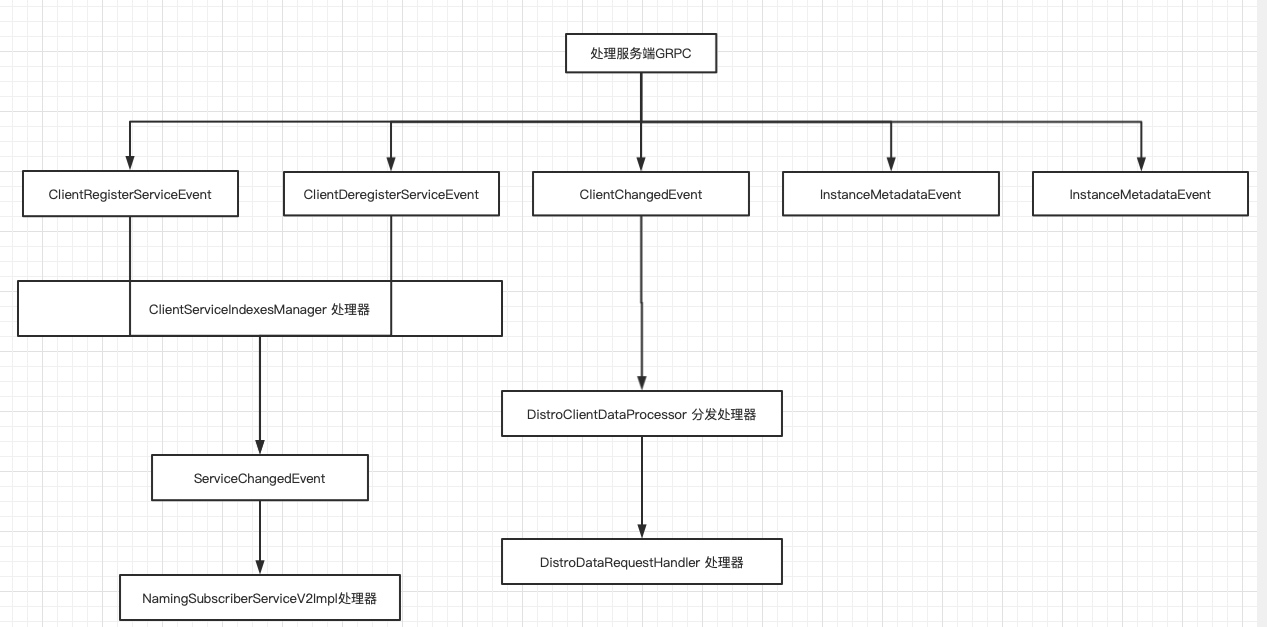 处理服务端GRPC
ClientRegisterServiceEvent
ClientDeregisterServiceEvent
ClientChangedEvent
InstanceMetadataEvent
InstanceMetadataEvent
ClientServiceIndexesManager 处理器
DistroClientDataProcessor 分发处理器
ServiceChangedEvent
DistroDataRequestHandler 处理器
NamingSubscriberServiceV2Impl处理器